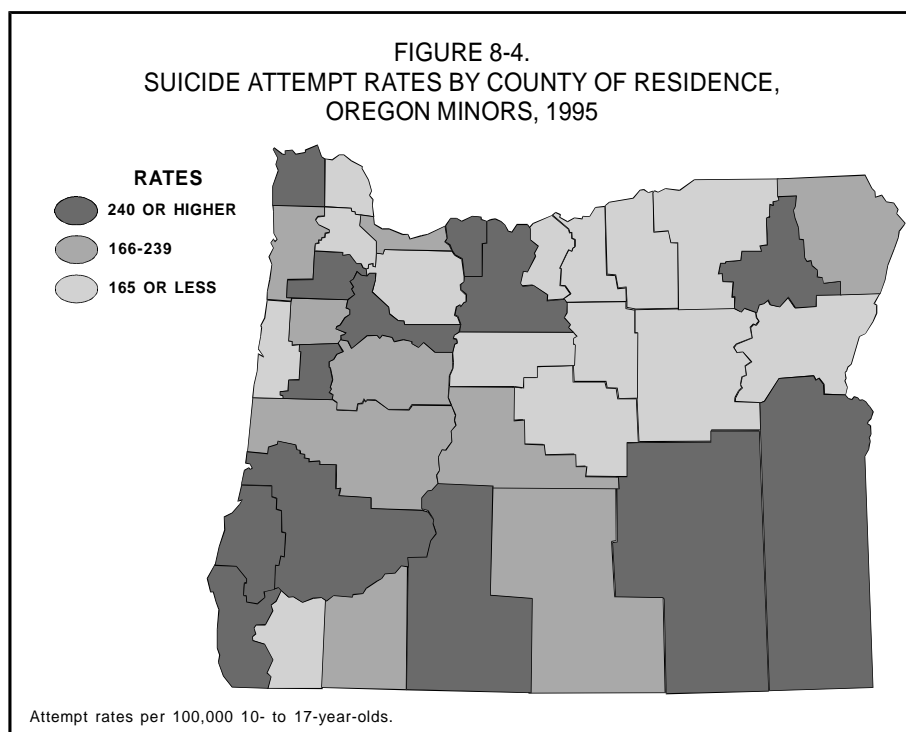 FIGURE 8-4.
SUICIDE ATTEMPT RATES BY COUNTY OF RESIDENCE,
OREGON MINORS, 1995
RATES
240 OR HIGHER
166-239
165 OR LESS
Attempt rates per 100,000 10- to 17-year-olds.